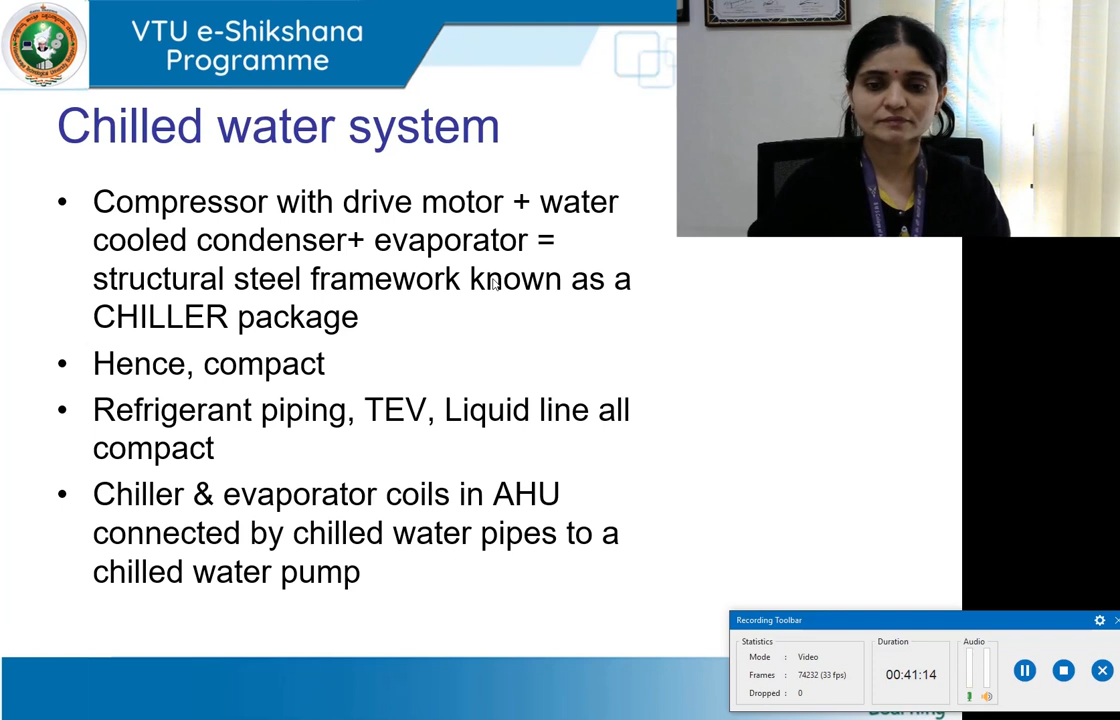 VTU e-Shikshana
Programme
Chilled water system
• Compressor with drive motor + water
cooled condenser+ evaporator =
structural steel framework known as a
CHILLER package
• Hence, compact
• Refrigerant piping, TEV, Liquid line all
compact
• Chiller & evaporator coils in AHU
connected by chilled water pipes to a
chilled water pump
Recording Toolbar
Statistics
Mode : Video
Frames : 74232 (33 fps)
Dropped : 0
Duration
00:41:14
Audio